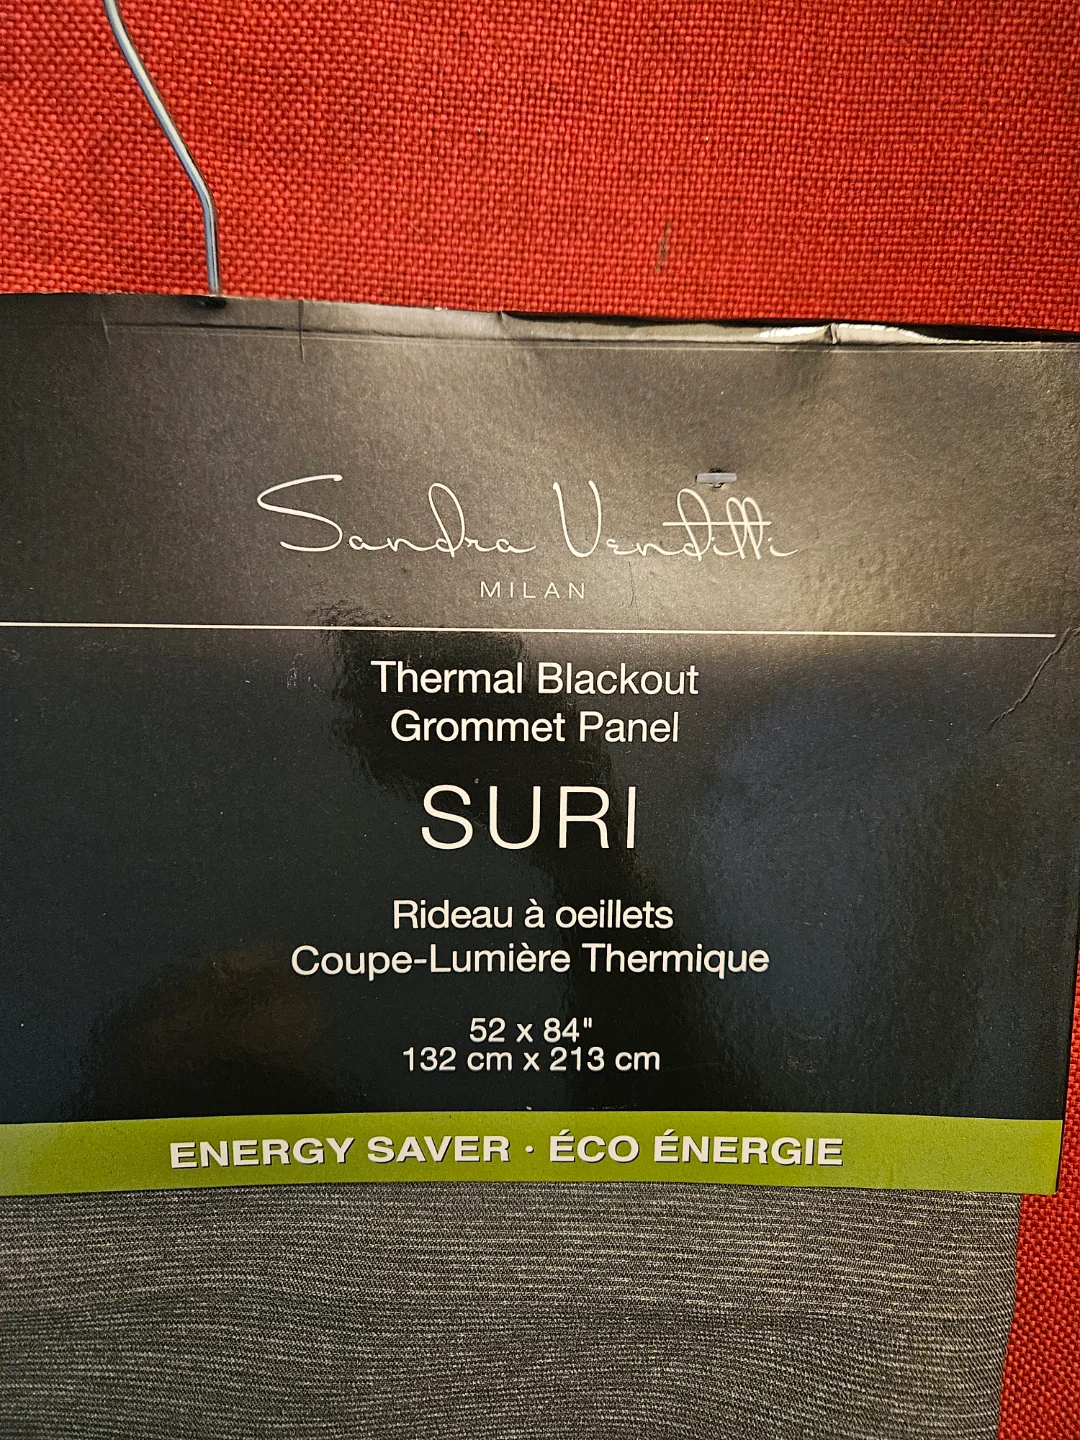 Sandra Venditti
MILAN
Thermal Blackout
Grommet Panel
SURI
Rideau à oeillets
Coupe-Lumière Thermique
52 x 84"
132 cm x 213 cm
ENERGY SAVER · ÉCO ÉNERGIE